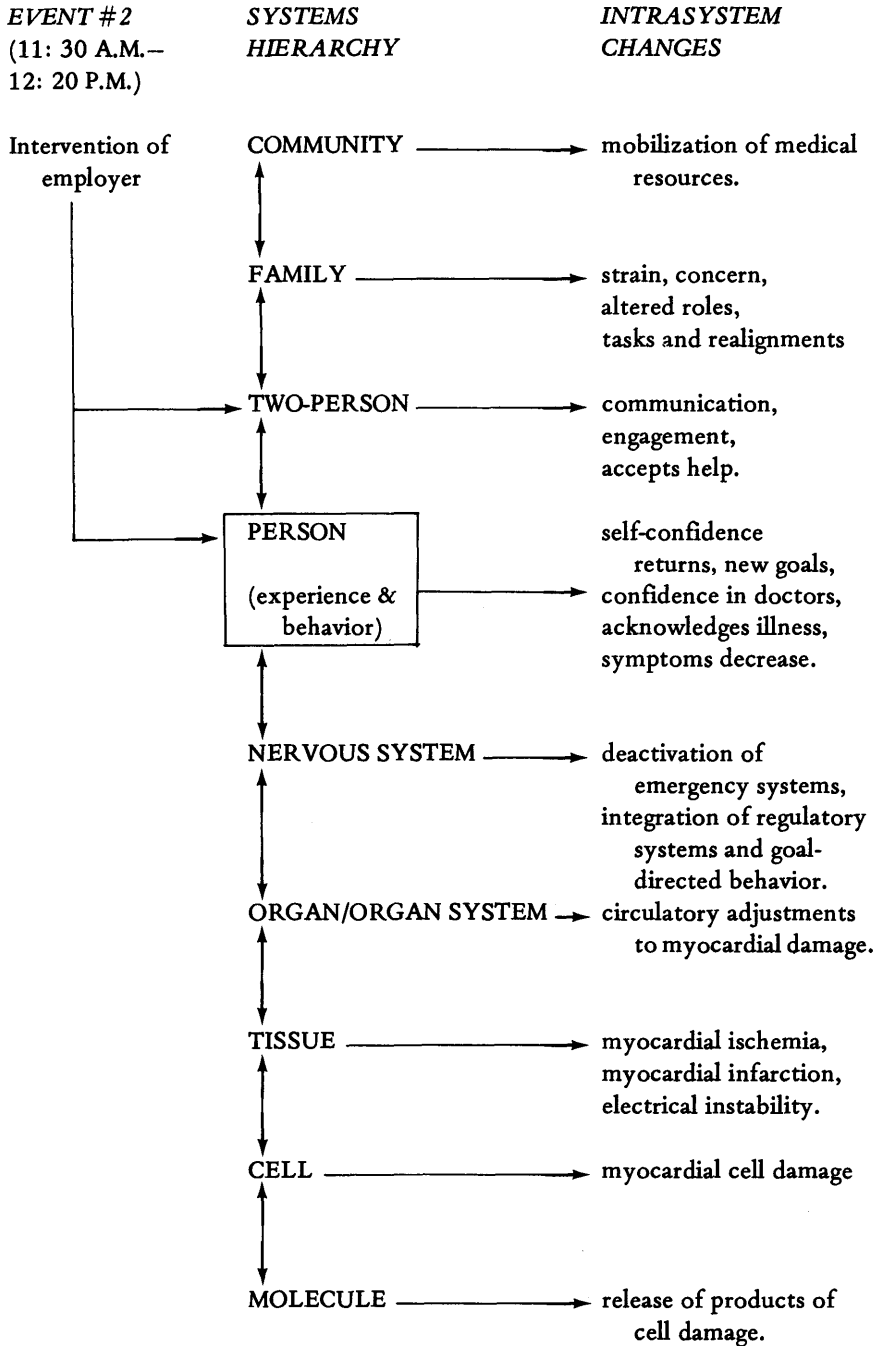 EVENT #2
(11: 30 A.M.–
12: 20 P.M.)
SYSTEMS
HIERARCHY
INTRASYSTEM
CHANGES
Intervention of
employer
COMMUNITY
mobilization of medical
resources.
FAMILY
strain, concern,
altered roles,
tasks and realignments
TWO-PERSON
communication,
engagement,
accepts help.
PERSON
(experience &
behavior)
self-confidence
returns, new goals,
confidence in doctors,
acknowledges illness,
symptoms decrease.
NERVOUS SYSTEM
deactivation of
emergency systems,
integration of regulatory
systems and goal-
directed behavior.
ORGAN/ORGAN SYSTEM
circulatory adjustments
to myocardial damage.
TISSUE
myocardial ischemia,
myocardial infarction,
electrical instability.
CELL
myocardial cell damage
MOLECULE
release of products of
cell damage.